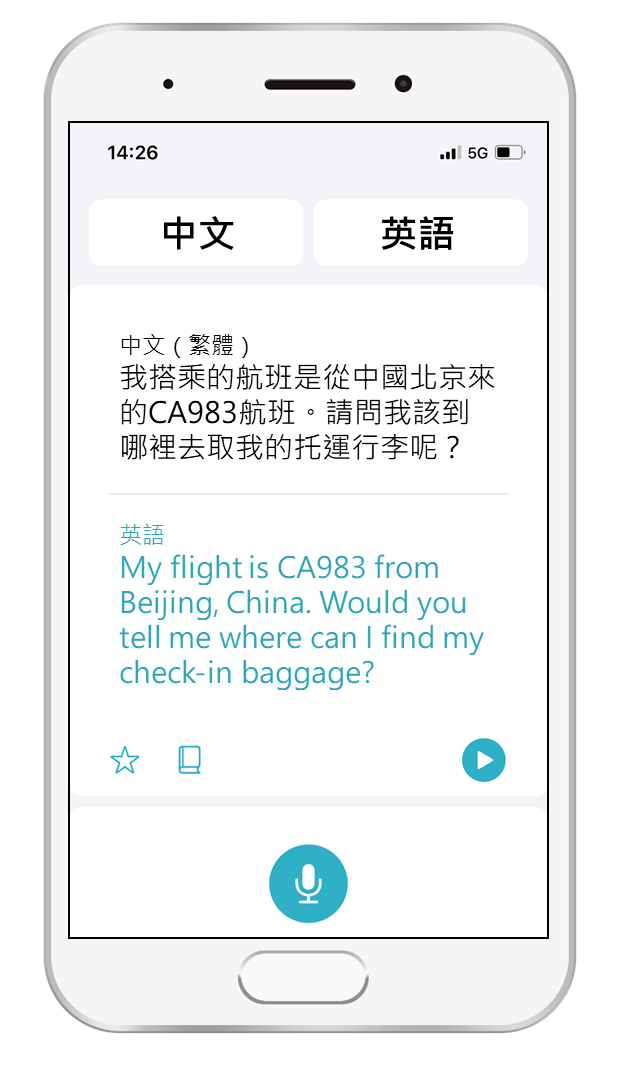 14:26 5G
中文 英語
中文（繁體）
我搭乘的航班是從中國北京來
的CA983航班。請問我該到
哪裡去取我的托運行李呢？
英語
My flight is CA983 from
Beijing, China. Would you
tell me where can I find my
check-in baggage?